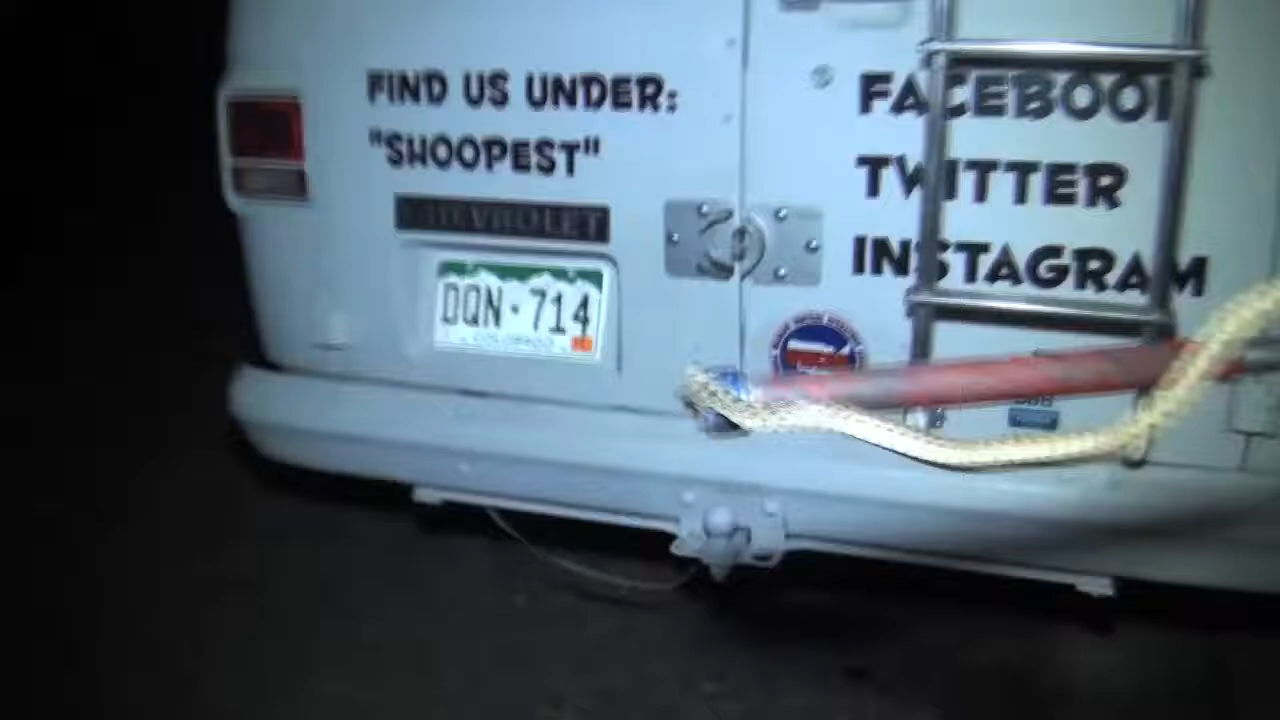 FIND US UNDER:
"SHOOPEST"
CHEVROLET
DQN·714
COLORADO
FACEBOOK
TWITTER
INSTAGRAM